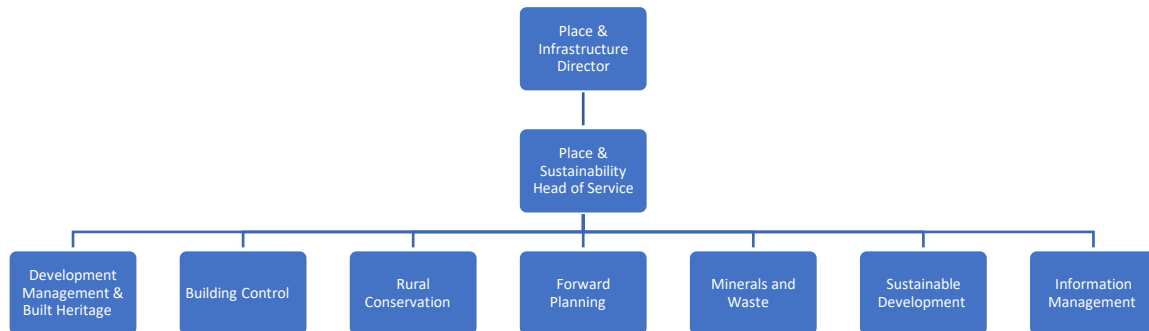 Place &
Infrastructure
Director
Place &
Sustainability
Head of Service
Development
Management &
Built Heritage
Building Control
Rural
Conservation
Forward
Planning
Minerals and
Waste
Sustainable
Development
Information
Management